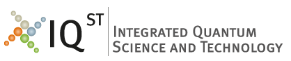 IQ ST
INTEGRATED QUANTUM
SCIENCE AND TECHNOLOGY